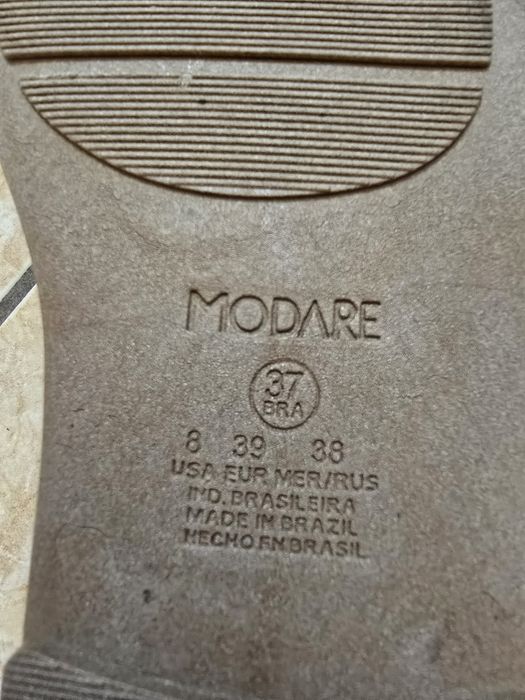 MODARE
37
BRA
8 39 38
USA EUR MER/RUS
IND. BRASILEIRA
MADE IN BRAZIL
HECHO EN BRASIL